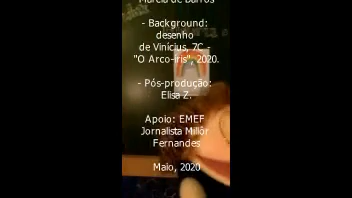 Márcia de Barros
- Background:
desenho
de Vinícius, 7C -
"O Arco-íris", 2020.
- Pós-produção:
Elisa Z.
Apoio: EMEF
Jornalista Millôr
Fernandes
Maio, 2020